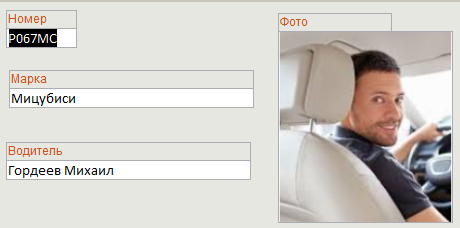 Номер
Р067МС
Фото
Марка
Мицубиси
Водитель
Гордеев Михаил